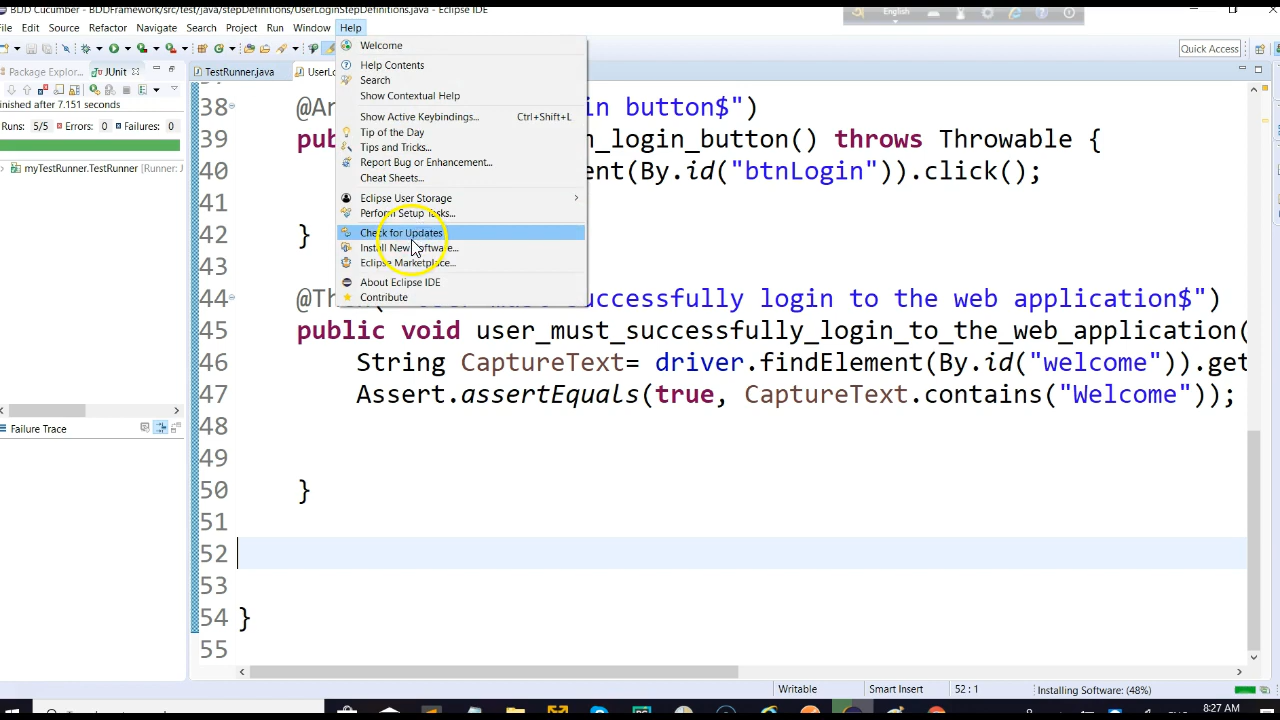 BDD Cucumber - BDDFramework/src/test/java/stepDefinitions/UserLoginStepDefinitions.java - Eclipse IDE
English
File Edit Source Refactor Navigate Search Project Run Window Help
Quick Access
Package Explor...
JUnit
TestRunner.java
UserLo
Finished after 7.151 seconds
Runs: 5/5 Errors: 0 Failures: 0
myTestRunner.TestRunner [Runner: J
Failure Trace
Welcome
Help Contents
Search
Show Contextual Help
Show Active Keybindings... Ctrl+Shift+L
Tip of the Day
Tips and Tricks...
Report Bug or Enhancement...
Cheat Sheets...
Eclipse User Storage
Perform Setup Tasks...
Check for Updates
Install New Software...
Eclipse Marketplace...
About Eclipse IDE
Contribute
38 @An in button$")
39 pub n_login_button() throws Throwable {
40 ent(By.id("btnLogin")).click();
41
42 }
43
44 @Th successfully login to the web application$")
45 public void user_must_successfully_login_to_the_web_application(
46 String CaptureText= driver.findElement(By.id("welcome")).get
47 Assert.assertEquals(true, CaptureText.contains("Welcome"));
48
49
50 }
51
52
53
54 }
55
Writable Smart Insert 52 : 1 Installing Software: (48%)
8:27 AM